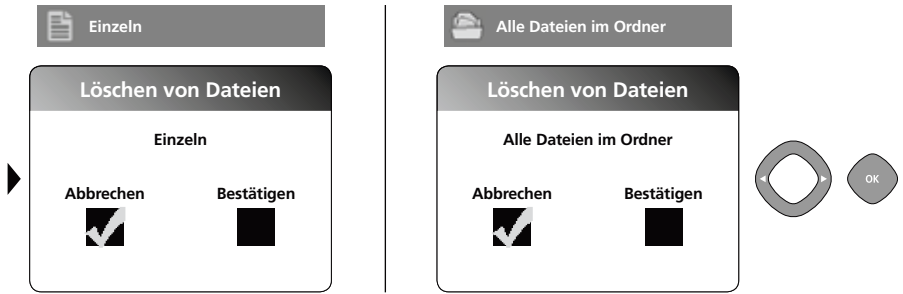 Einzeln
Löschen von Dateien
Einzeln
Abbrechen Bestätigen
Alle Dateien im Ordner
Löschen von Dateien
Alle Dateien im Ordner
Abbrechen Bestätigen
OK